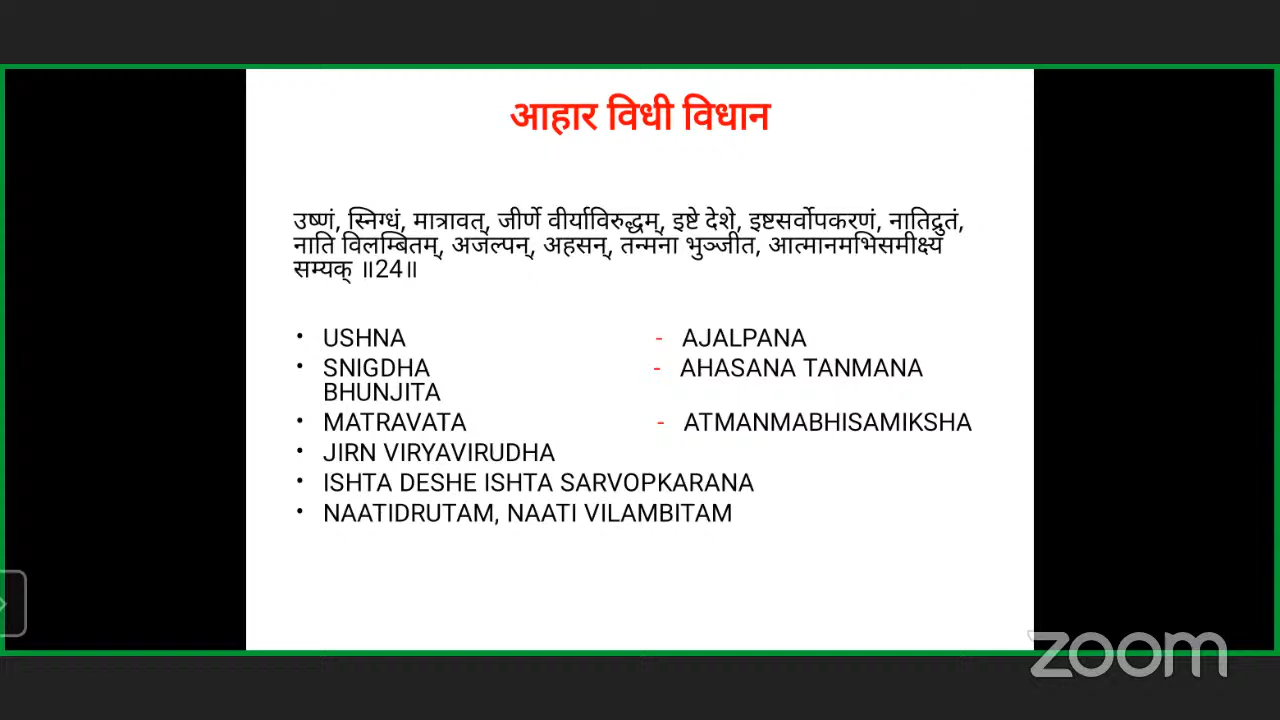 आहार विधी विधान
उष्णं, स्निग्धं, मात्रावत्, जीर्णे वीर्याविरुद्धम्, इष्टे देशे, इष्टसर्वोपकरणं, नातिद्रुतं,
नाति विलम्बितम्, अजल्पन्, अहसन्, तन्मना भुञ्जीत, आत्मानमभिसमीक्ष्य
सम्यक् ॥24॥
• USHNA - AJALPANA
• SNIGDHA - AHASANA TANMANA
BHUNJITA
• MATRAVATA - ATMANMABHISAMIKSHA
• JIRN VIRYAVIRUDHA
• ISHTA DESHE ISHTA SARVOPKARANA
• NAATIDRUTAM, NAATI VILAMBITAM
zoom